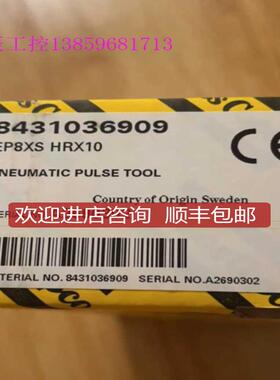 工控13859681713
8431036909
EP8XS HRX10
NEUMATIC PULSE TOOL
Country of Origin Sweden
欢迎进店咨询 顺丰包邮
TERIAL NO. 8431036909 SERIAL NO.A2690302